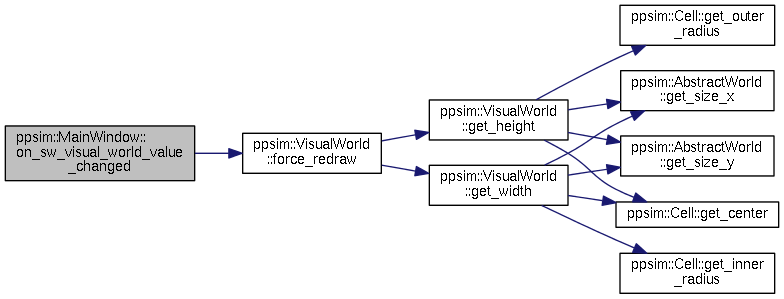 ppsim::MainWindow::
on_sw_visual_world_value
_changed
ppsim::VisualWorld
::force_redraw
ppsim::VisualWorld
::get_height
ppsim::VisualWorld
::get_width
ppsim::Cell::get_outer
_radius
ppsim::AbstractWorld
::get_size_x
ppsim::AbstractWorld
::get_size_y
ppsim::Cell::get_center
ppsim::Cell::get_inner
_radius